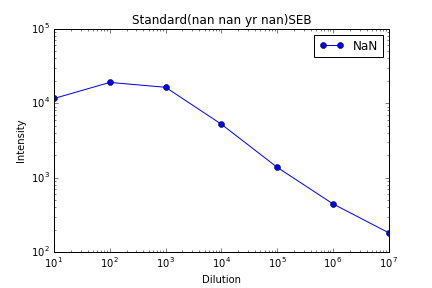 Standard(nan nan yr nan)SEB
10^5
NaN
10^4
Intensity
10^3
10^2
10^1 10^2 10^3 10^4 10^5 10^6 10^7
Dilution